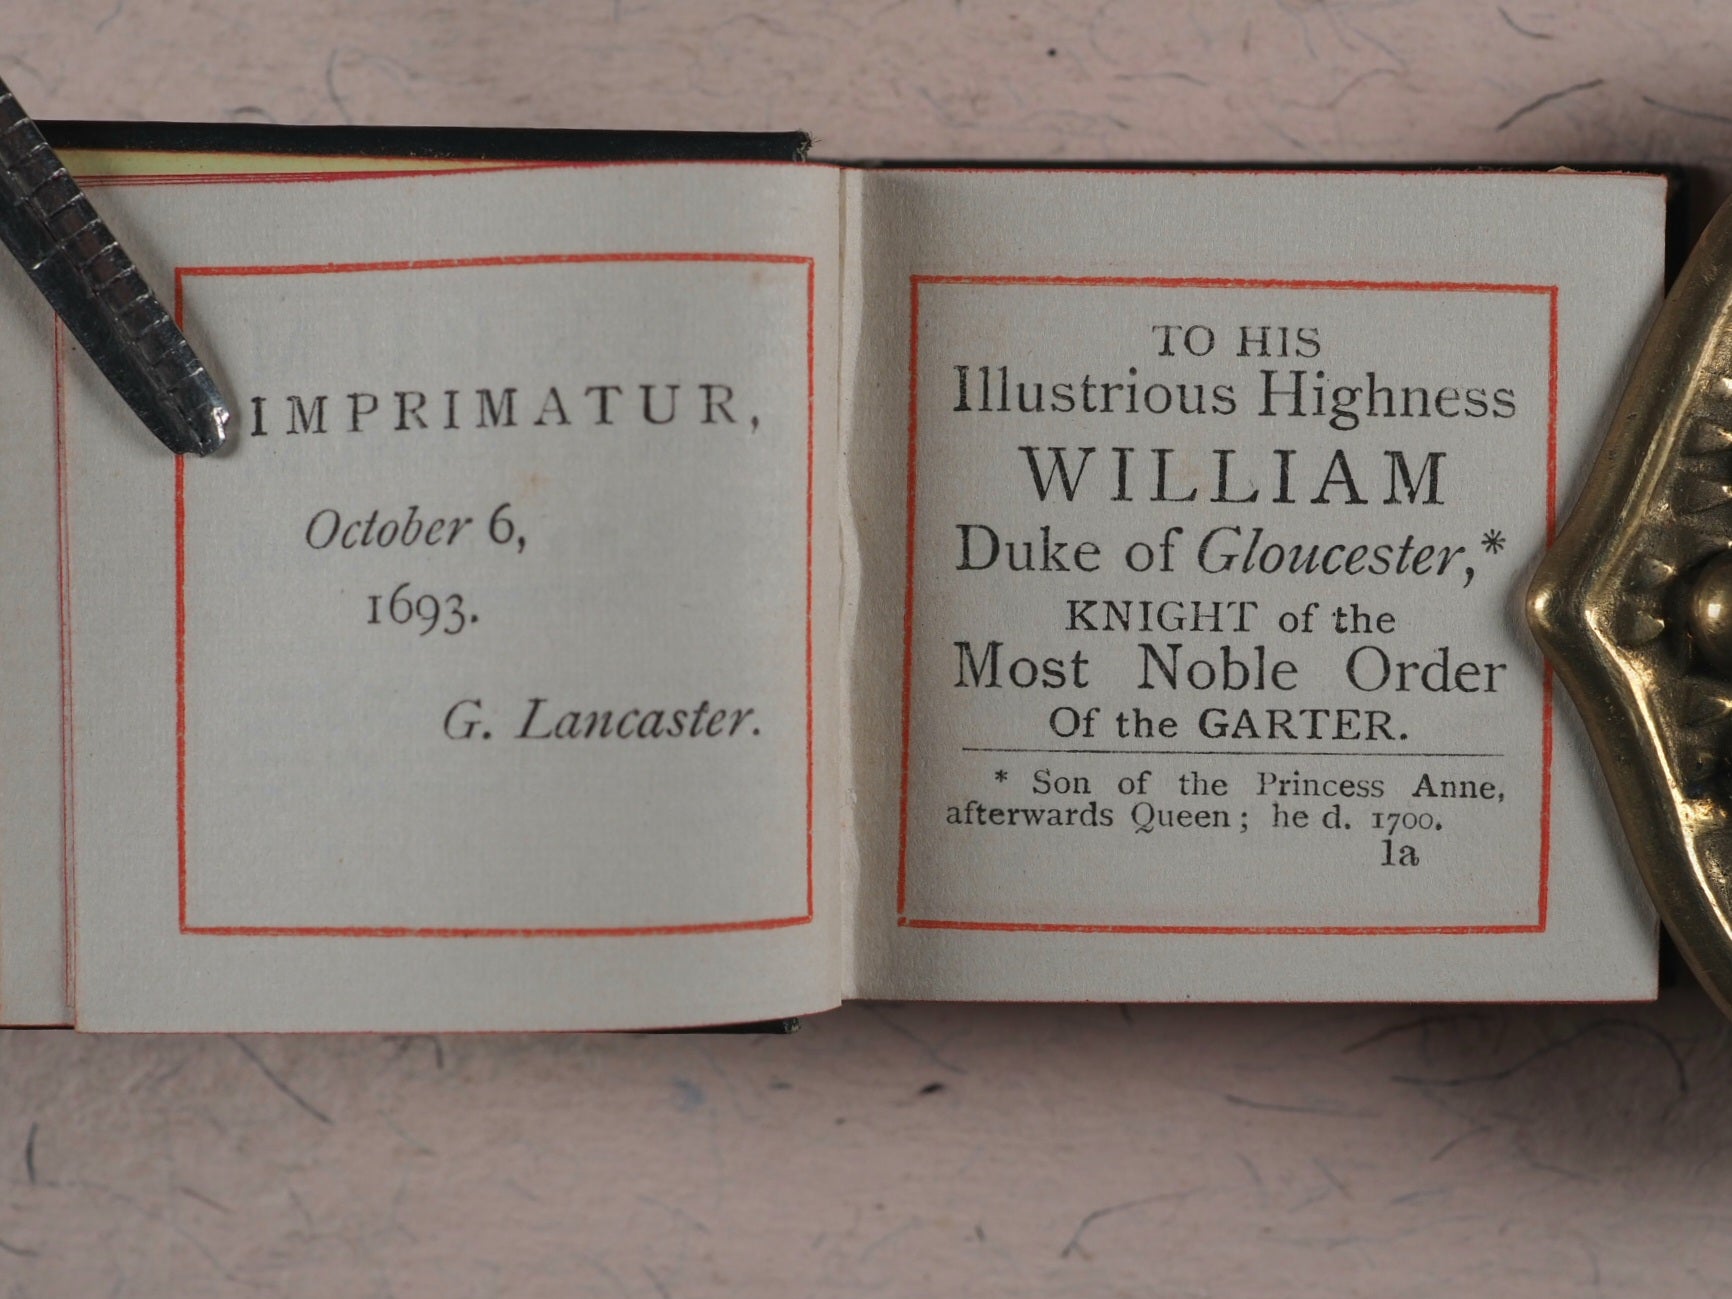 IMPRIMATUR,
October 6,
1693.
G. Lancaster.
TO HIS
Illustrious Highness
WILLIAM
Duke of Gloucester,*
KNIGHT of the
Most Noble Order
Of the GARTER.
* Son of the Princess Anne,
afterwards Queen; he d. 1700.
1a